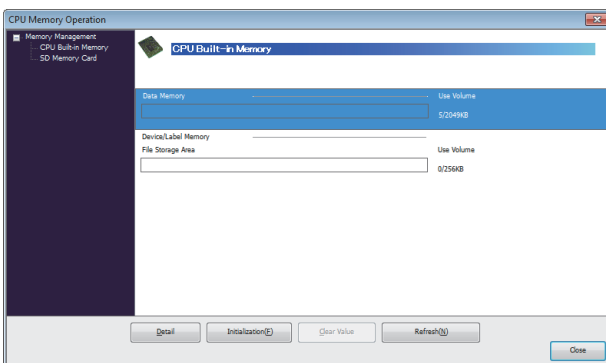 CPU Memory Operation
Memory Management
CPU Built-in Memory
SD Memory Card
CPU Built-in Memory
Data Memory
Use Volume
5/2049KB
Device/Label Memory
File Storage Area
Use Volume
0/256KB
Detail
Initialization(F)
Clear Value
Refresh(N)
Close